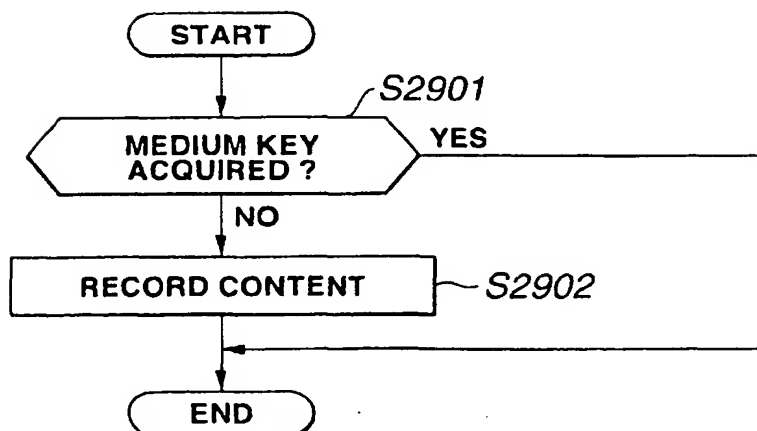 START
S2901
MEDIUM KEY
ACQUIRED ?
YES
NO
RECORD CONTENT
S2902
END